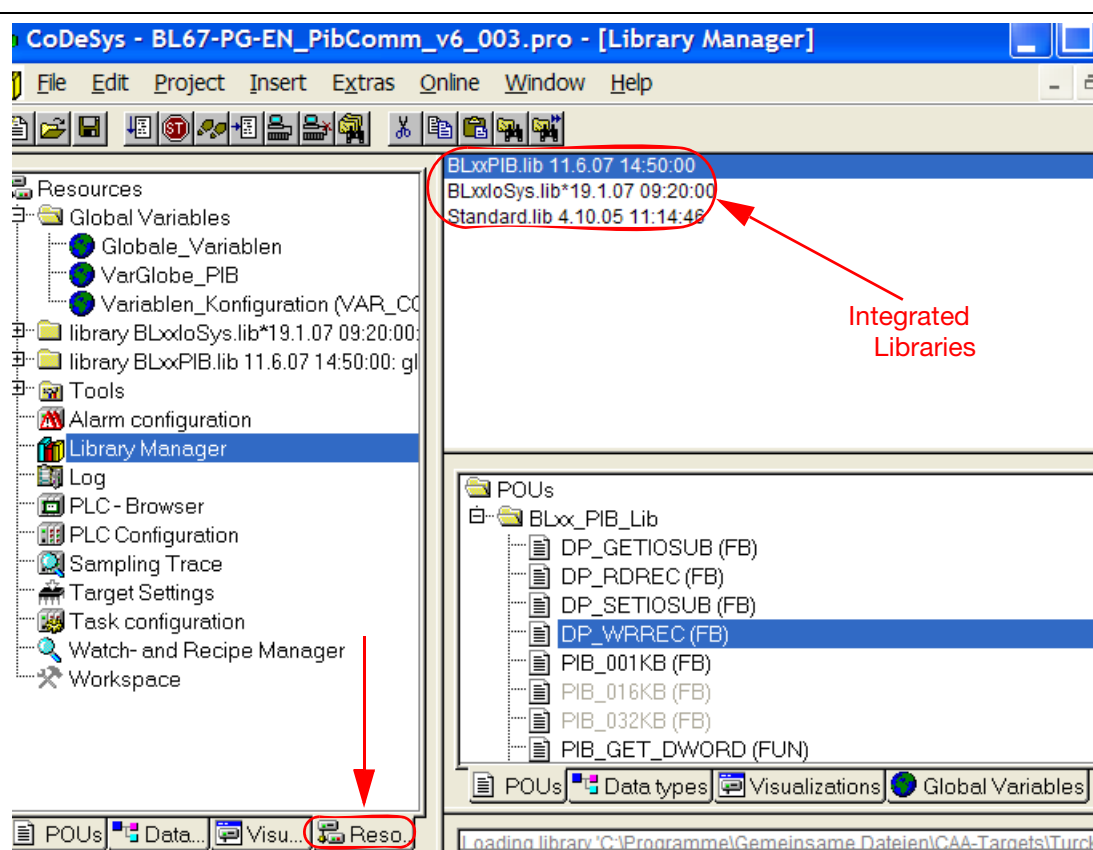 CoDeSys - BL67-PG-EN_PibComm_v6_003.pro - [Library Manager]
File Edit Project Insert Extras Online Window Help
STOP
Resources
Global Variables
Globale_Variablen
VarGlobe_PIB
Variablen_Konfiguration (VAR_CO
library BLxxIoSys.lib*19.1.07 09:20:00:
library BLxxPIB.lib 11.6.07 14:50:00: gl
Tools
Alarm configuration
Library Manager
Log
PLC - Browser
PLC Configuration
Sampling Trace
Target Settings
Task configuration
Watch- and Recipe Manager
Workspace
POUs Data... Visu... Reso...
BLxxPIB.lib 11.6.07 14:50:00
BLxxIoSys.lib*19.1.07 09:20:00
Standard.lib 4.10.05 11:14:46
Integrated
Libraries
POUs
BLxx_PIB_Lib
DP_GETIOSUB (FB)
DP_RDREC (FB)
DP_SETIOSUB (FB)
DP_WRREC (FB)
PIB_001KB (FB)
PIB_016KB (FB)
PIB_032KB (FB)
PIB_GET_DWORD (FUN)
POUs Data types Visualizations Global Variables
Loading library 'C:\Programme\Gemeinsame Dateien\CAA-Targets\Turck